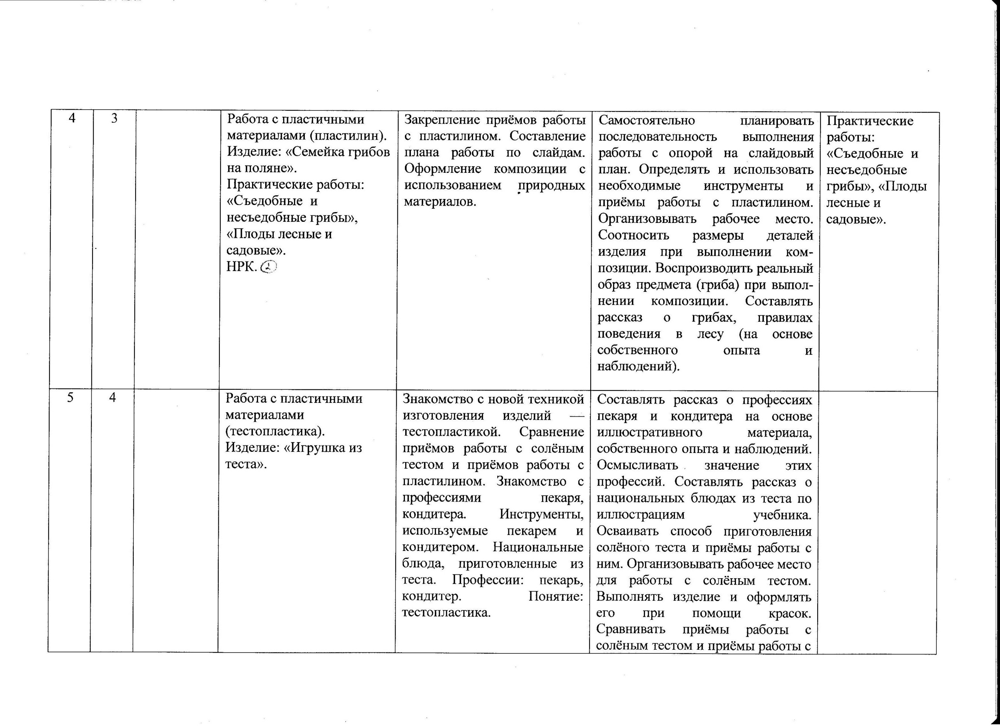 4
3
Работа с пластичными
материалами (пластилин).
Изделие: «Семейка грибов
на поляне».
Практические работы:
«Съедобные и
несъедобные грибы»,
«Плоды лесные и
садовые».
НРК.
Закрепление приёмов работы
с пластилином. Составление
плана работы по слайдам.
Оформление композиции с
использованием природных
материалов.
Самостоятельно планировать
последовательность выполнения
работы с опорой на слайдовый
план. Определять и использовать
необходимые инструменты и
приёмы работы с пластилином.
Организовывать рабочее место.
Соотносить размеры деталей
изделия при выполнении ком-
позиции. Воспроизводить реальный
образ предмета (гриба) при выпол-
нении композиции. Составлять
рассказ о грибах, правилах
поведения в лесу (на основе
собственного опыта и
наблюдений).
Практические
работы:
«Съедобные и
несъедобные
грибы», «Плоды
лесные и
садовые».
5
4
Работа с пластичными
материалами
(тестопластика).
Изделие: «Игрушка из
теста».
Знакомство с новой техникой
изготовления изделий —
тестопластикой. Сравнение
приёмов работы с солёным
тестом и приёмов работы с
пластилином. Знакомство с
профессиями пекаря,
кондитера. Инструменты,
используемые пекарем и
кондитером. Национальные
блюда, приготовленные из
теста. Профессии: пекарь,
кондитер. Понятие:
тестопластика.
Составлять рассказ о профессиях
пекаря и кондитера на основе
иллюстративного материала,
собственного опыта и наблюдений.
Осмысливать значение этих
профессий. Составлять рассказ о
национальных блюдах из теста по
иллюстрациям учебника.
Осваивать способ приготовления
солёного теста и приёмы работы с
ним. Организовывать рабочее место
для работы с солёным тестом.
Выполнять изделие и оформлять
его при помощи красок.
Сравнивать приёмы работы с
солёным тестом и приёмы работы с